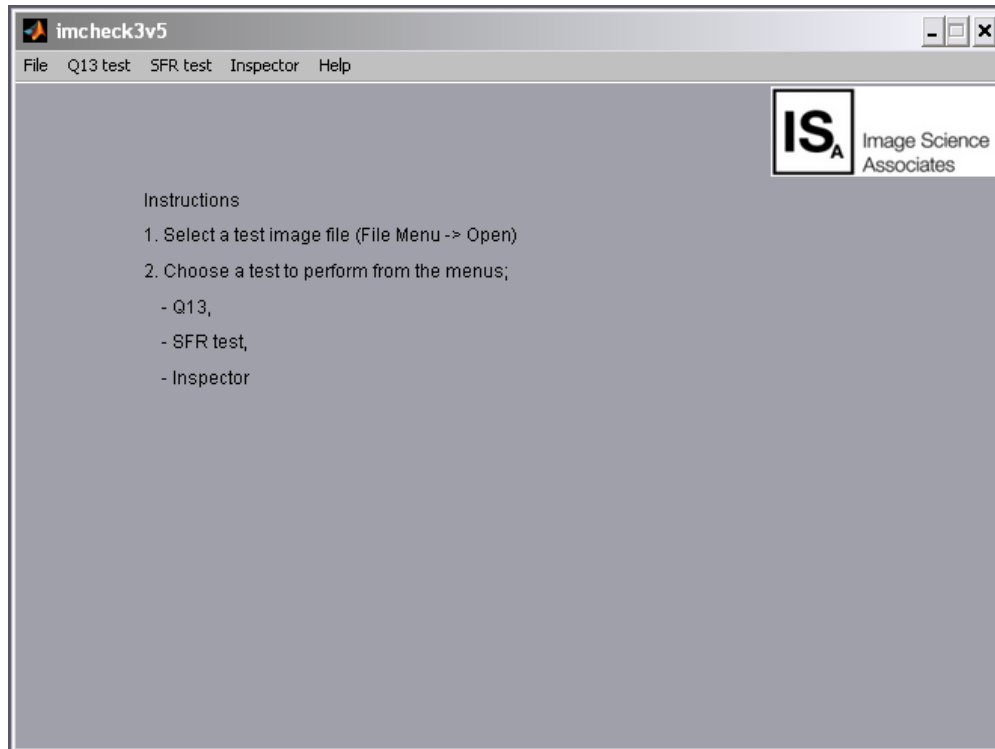 imcheck3v5
File Q13 test SFR test Inspector Help
ISA Image Science
Associates
Instructions
1. Select a test image file (File Menu -> Open)
2. Choose a test to perform from the menus;
- Q13,
- SFR test,
- Inspector